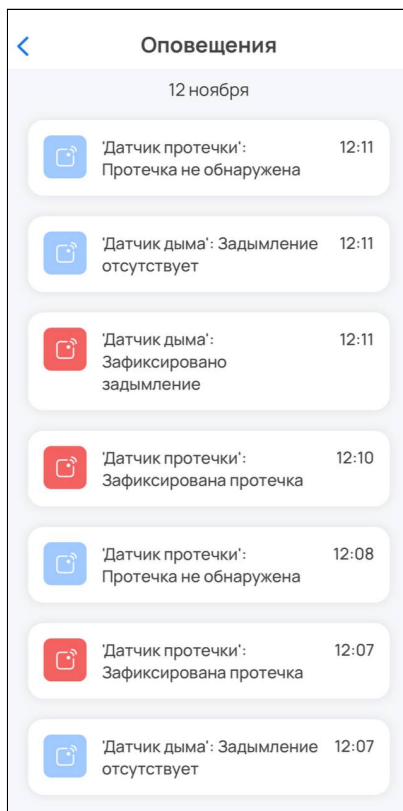 Оповещения
12 ноября
'Датчик протечки': 12:11
Протечка не обнаружена
'Датчик дыма': Задымление 12:11
отсутствует
'Датчик дыма': 12:11
Зафиксировано
задымление
'Датчик протечки': 12:10
Зафиксирована протечка
'Датчик протечки': 12:08
Протечка не обнаружена
'Датчик протечки': 12:07
Зафиксирована протечка
'Датчик дыма': Задымление 12:07
отсутствует